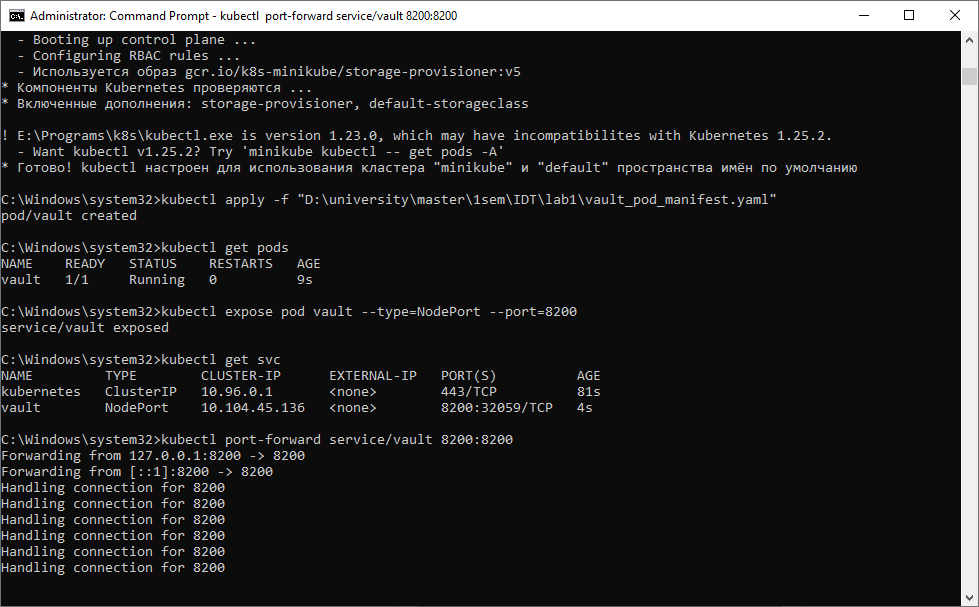 Administrator: Command Prompt - kubectl  port-forward service/vault 8200:8200
  - Booting up control plane ...
  - Configuring RBAC rules ...
  - Используется образ gcr.io/k8s-minikube/storage-provisioner:v5
* Компоненты Kubernetes проверяются ...
* Включенные дополнения: storage-provisioner, default-storageclass

! E:\Programs\k8s\kubectl.exe is version 1.23.0, which may have incompatibilites with Kubernetes 1.25.2.
  - Want kubectl v1.25.2? Try 'minikube kubectl -- get pods -A'
* Готово! kubectl настроен для использования кластера "minikube" и "default" пространства имён по умолчанию

C:\Windows\system32>kubectl apply -f "D:\university\master\1sem\IDT\lab1\vault_pod_manifest.yaml"
pod/vault created

C:\Windows\system32>kubectl get pods
NAME    READY   STATUS    RESTARTS   AGE
vault   1/1     Running   0          9s

C:\Windows\system32>kubectl expose pod vault --type=NodePort --port=8200
service/vault exposed

C:\Windows\system32>kubectl get svc
NAME         TYPE        CLUSTER-IP      EXTERNAL-IP   PORT(S)          AGE
kubernetes   ClusterIP   10.96.0.1       <none>        443/TCP          81s
vault        NodePort    10.104.45.136   <none>        8200:32059/TCP   4s

C:\Windows\system32>kubectl port-forward service/vault 8200:8200
Forwarding from 127.0.0.1:8200 -> 8200
Forwarding from [::1]:8200 -> 8200
Handling connection for 8200
Handling connection for 8200
Handling connection for 8200
Handling connection for 8200
Handling connection for 8200
Handling connection for 8200